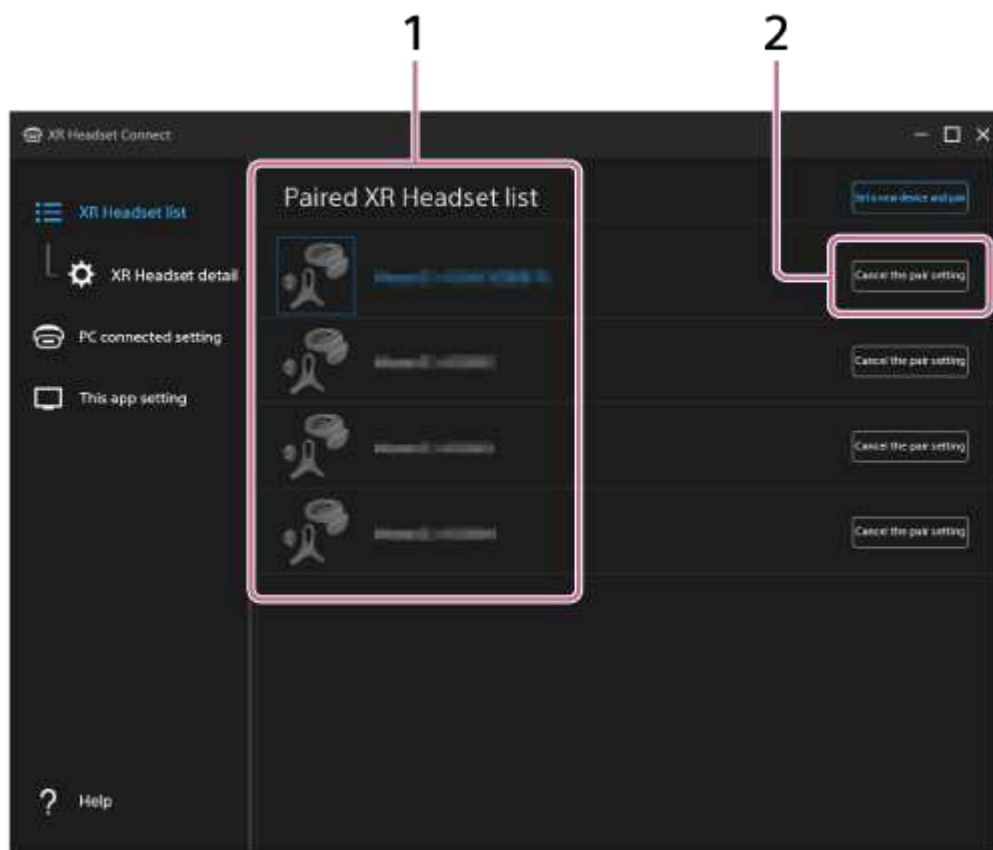 1
2
XR Headset Connect
XR Headset list
XR Headset detail
PC connected setting
This app setting
Help
Paired XR Headset list
Set a new device and pair
Cancel the pair setting
Cancel the pair setting
Cancel the pair setting
Cancel the pair setting